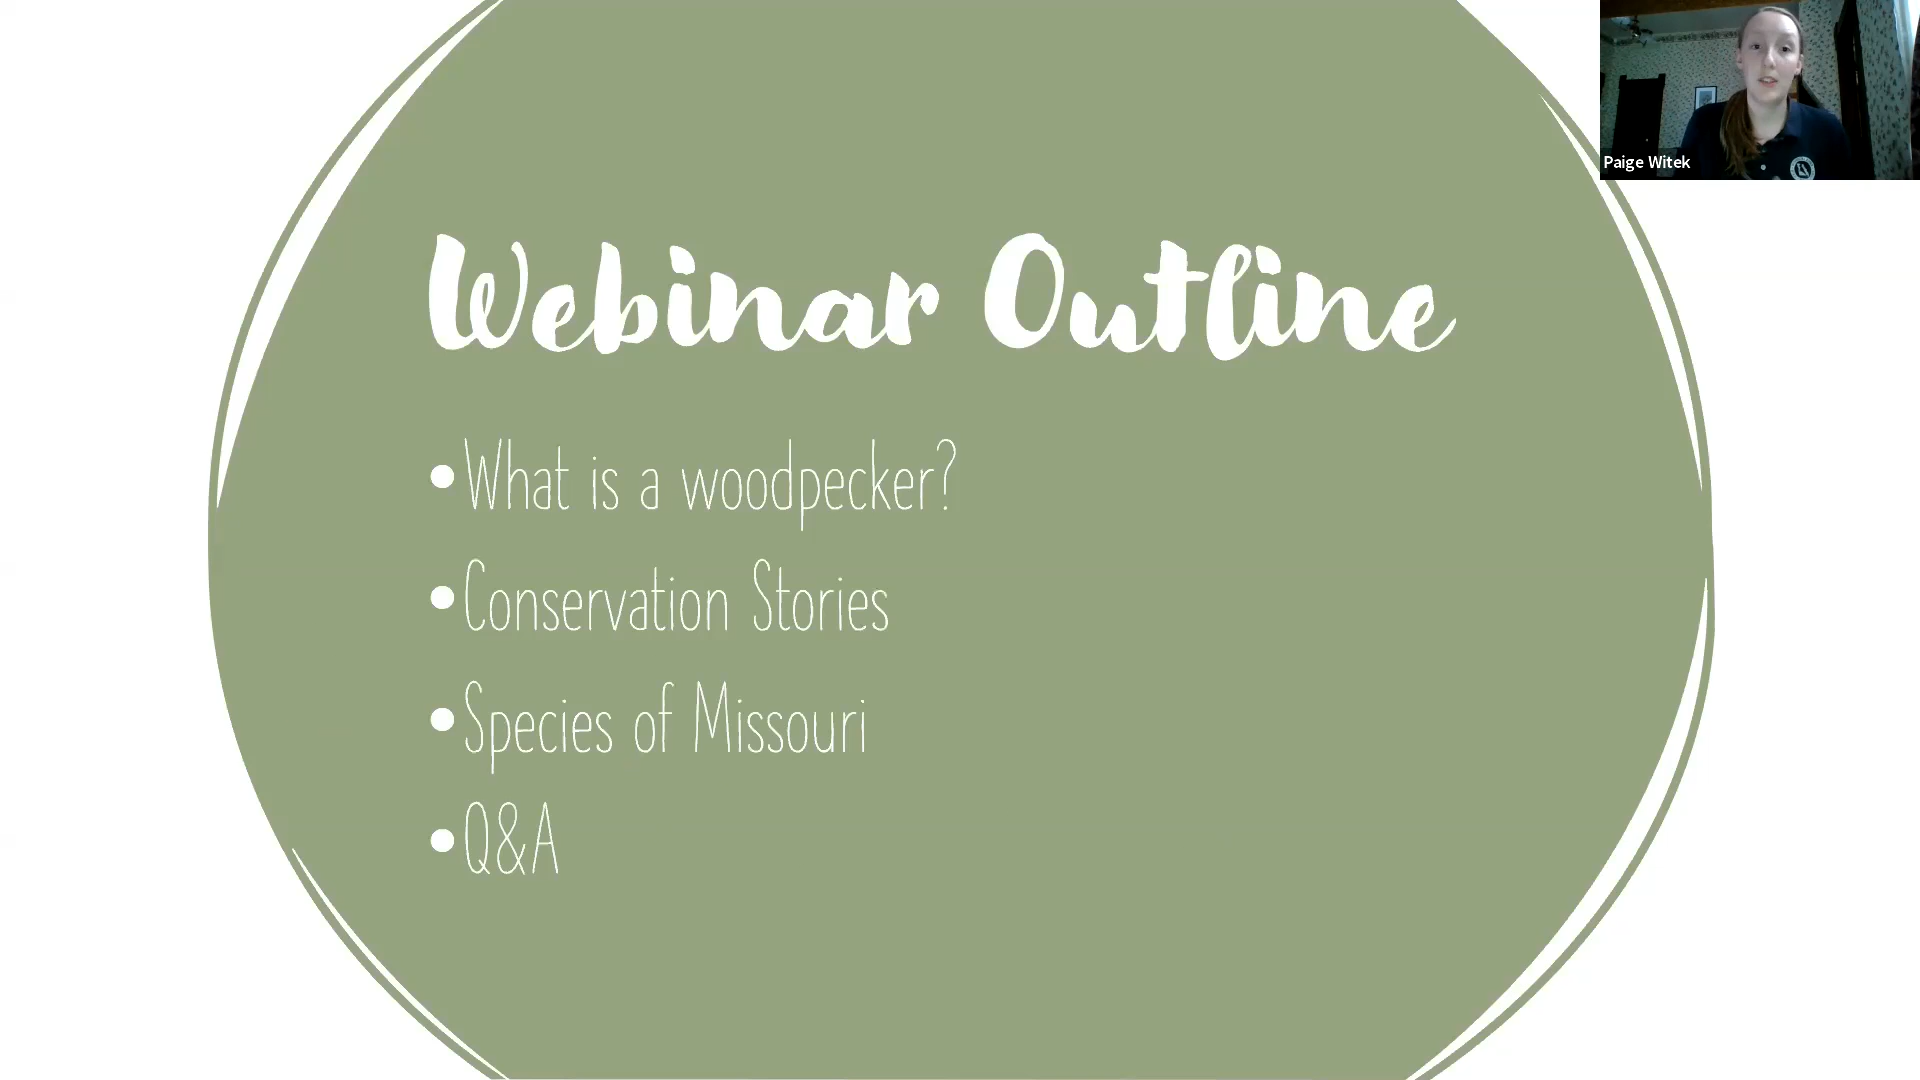 Paige Witek
Webinar Outline
•What is a woodpecker?
•Conservation Stories
•Species of Missouri
•Q&A